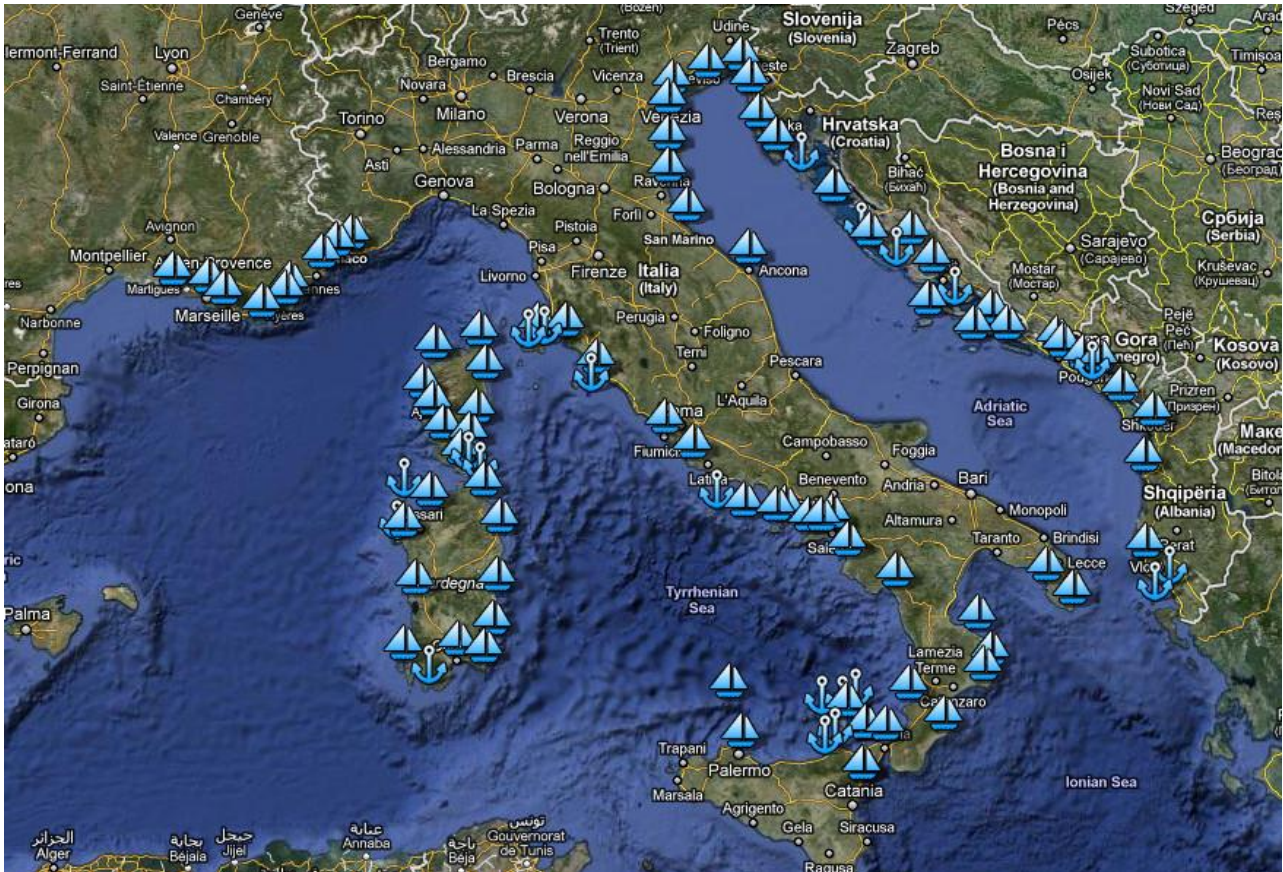 Genève
Udine
Slovenija
(Slovenia)
Pécs
Szeged
Subotica
(Суботица)
Timișoa
lermont-Ferrand
Lyon
Trento
(Trient)
Zagreb
Saint-Étienne
Chambéry
Bergamo
Brescia
Vicenza
Osijek
Novi Sad
(Нови Сад)
Novara
Milano
Verona
Venezia
Valence
Grenoble
Torino
Hrvatska
(Croatia)
Asti
Alessandria
Parma
Reggio
nell'Emilia
Bihać
(Бихаћ)
Bosna i
Hercegovina
(Bosnia and
Herzegovina)
Beograd
(Београд)
Genova
Bologna
Ravenna
Forlì
La Spezia
Pistoia
San Marino
Србија
(Serbia)
Avignon
Montpellier
Pisa
Firenze
Livorno
Italia
(Italy)
Ancona
Sarajevo
(Сарајево)
Mostar
(Мостар)
Kruševac
(Крушевац)
Martigues
Marseille
Narbonne
Perugia
Foligno
Terni
Pejë
Peć
(Пећ)
Kosova
(Kosovo)
Perpignan
Girona
Pescara
L'Aquila
Prizren
(Призрен)
Adriatic
Sea
Shkodër
Campobasso
Foggia
Latina
Benevento
Andria
Bari
Shqipëria
(Albania)
Altamura
Monopoli
Taranto
Brindisi
Lecce
Berat
Palma
Tyrrhenian
Sea
Lamezia
Terme
Trapani
Palermo
Marsala
Catania
Ionian Sea
Agrigento
Gela
Siracusa
Ragusa
الجزائر
Alger
بجاية
Béjaïa
جيجل
Jijel
عنابة
Annaba
باجة
Béja
تونس
Gouvernorat
de Tunis